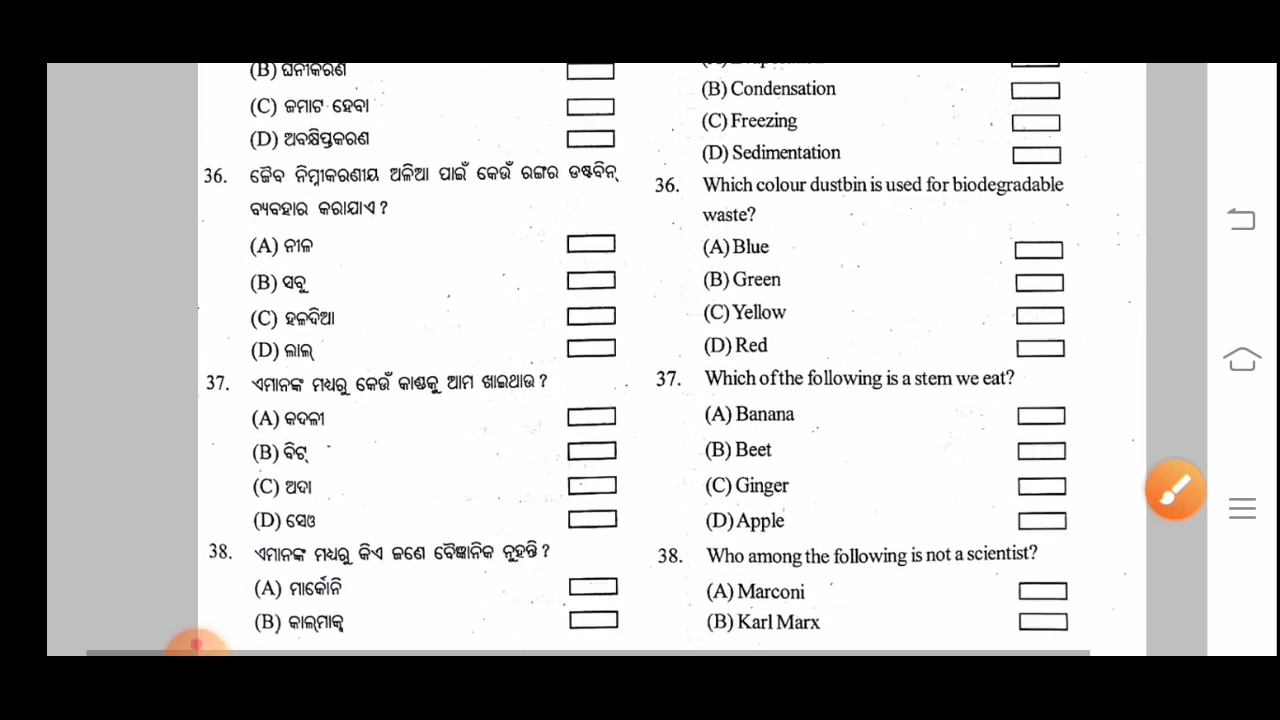 (B) ଘନୀକରଣ
(C) ଜମାଟ ହେବା
(D) ଅବକ୍ଷିପ୍ତକରଣ
36. ଜୈବ ନିମ୍ନୀକରଣୀୟ ଅଳିଆ ପାଇଁ କେଉଁ ରଙ୍ଗର ଡଷ୍ଟବିନ୍
ବ୍ୟବହାର କରାଯାଏ ?
(A) ନୀଳ
(B) ସବୁ
(C) ହଳଦିଆ
(D) ଲାଲ୍
37. ଏମାନଙ୍କ ମଧ୍ୟରୁ କେଉଁ କାଣ୍ଡକୁ ଆମ ଖାଇଥାଉ ?
(A) କଦଳୀ
(B) ବିଟ୍
(C) ଅଦା
(D) ସେଓ
38. ଏମାନଙ୍କ ମଧ୍ୟରୁ କିଏ ଜଣେ ବୈଜ୍ଞାନିକ ନୁହନ୍ତି ?
(A) ମାର୍କୋନି
(B) କାଲ୍‌ମାକ୍ସ
(B) Condensation
(C) Freezing
(D) Sedimentation
36. Which colour dustbin is used for biodegradable
waste?
(A) Blue
(B) Green
(C) Yellow
(D) Red
37. Which of the following is a stem we eat?
(A) Banana
(B) Beet
(C) Ginger
(D) Apple
38. Who among the following is not a scientist?
(A) Marconi
(B) Karl Marx